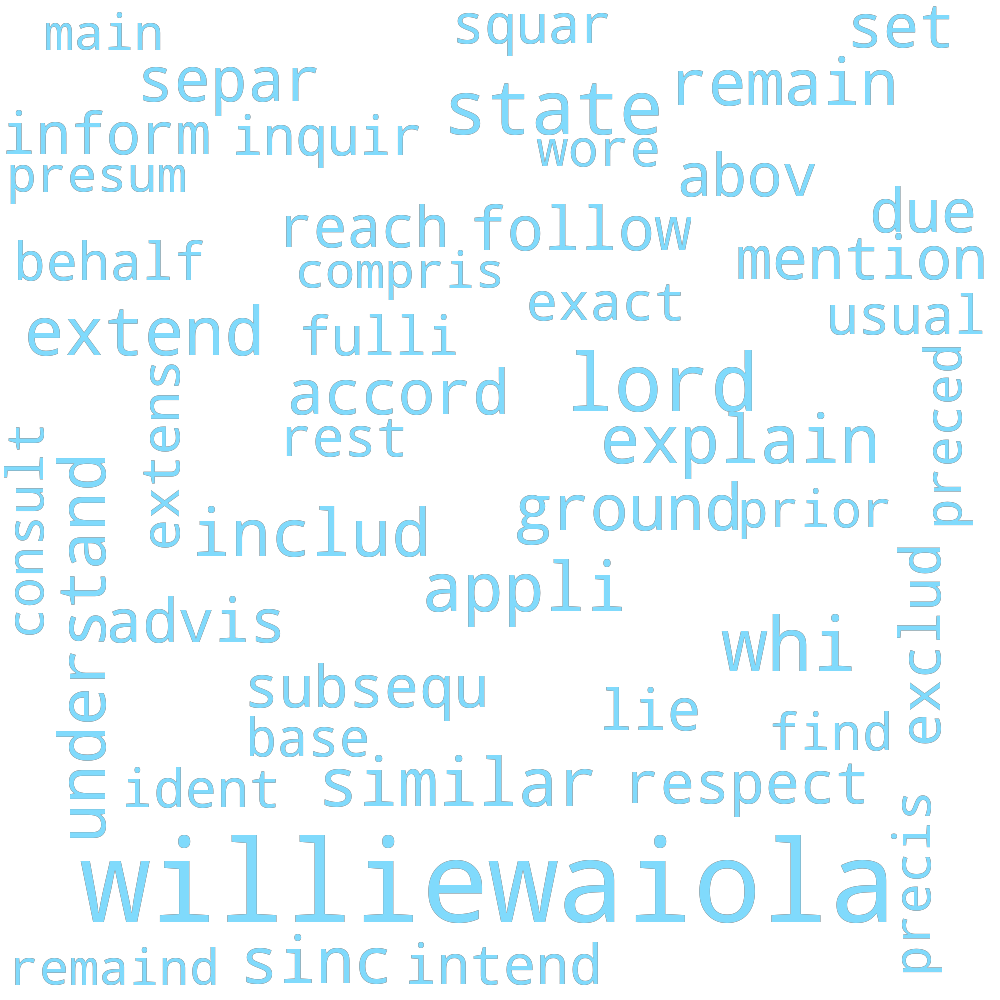 main
squar
set
separ
state
remain
inform
inquir
wore
presum
abov
reach
follow
due
behalf
compris
mention
exact
usual
extend
fulli
lord
preced
extens
accord
rest
explain
consult
understand
ground
prior
includ
appli
exclud
advis
whi
subsequ
lie
base
find
ident
similar
respect
precis
williewaiola
remaind
sinc
intend